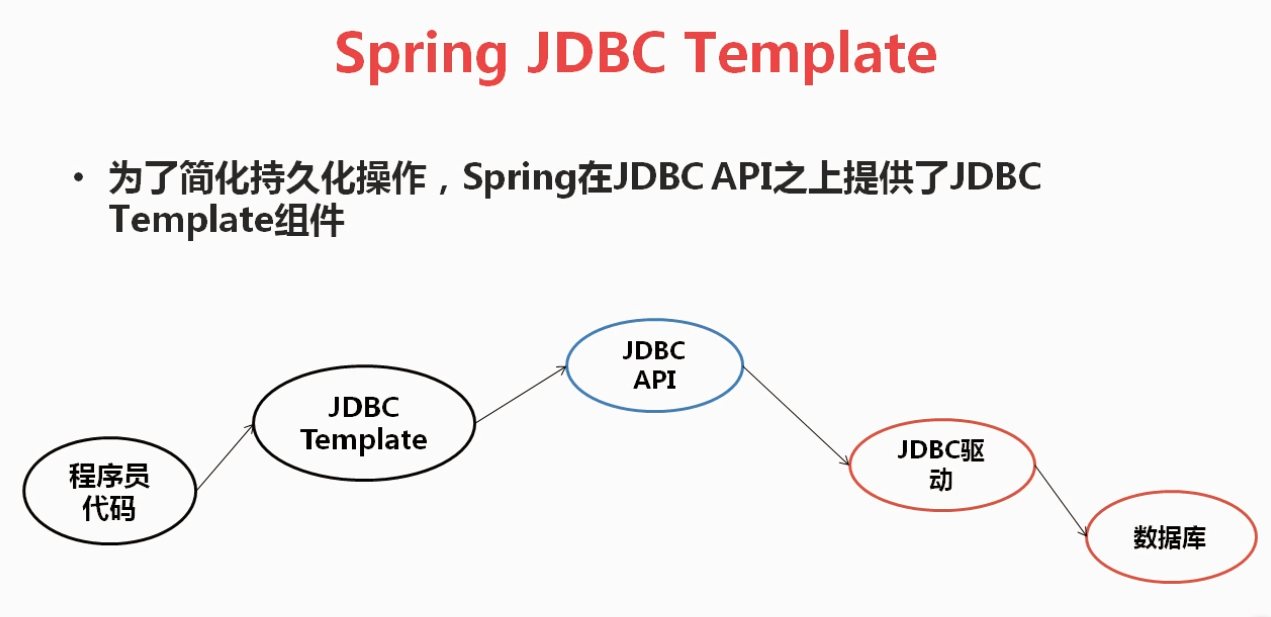 Spring JDBC Template
• 为了简化持久化操作，Spring在JDBC API之上提供了JDBC
Template组件
程序员
代码
JDBC
Template
JDBC
API
JDBC驱
动
数据库